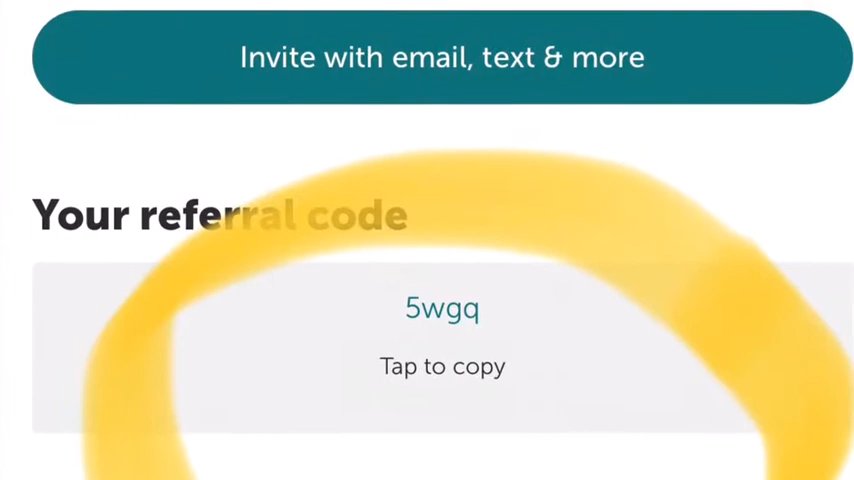 Invite with email, text & more
Your referral code
5wgq
Tap to copy